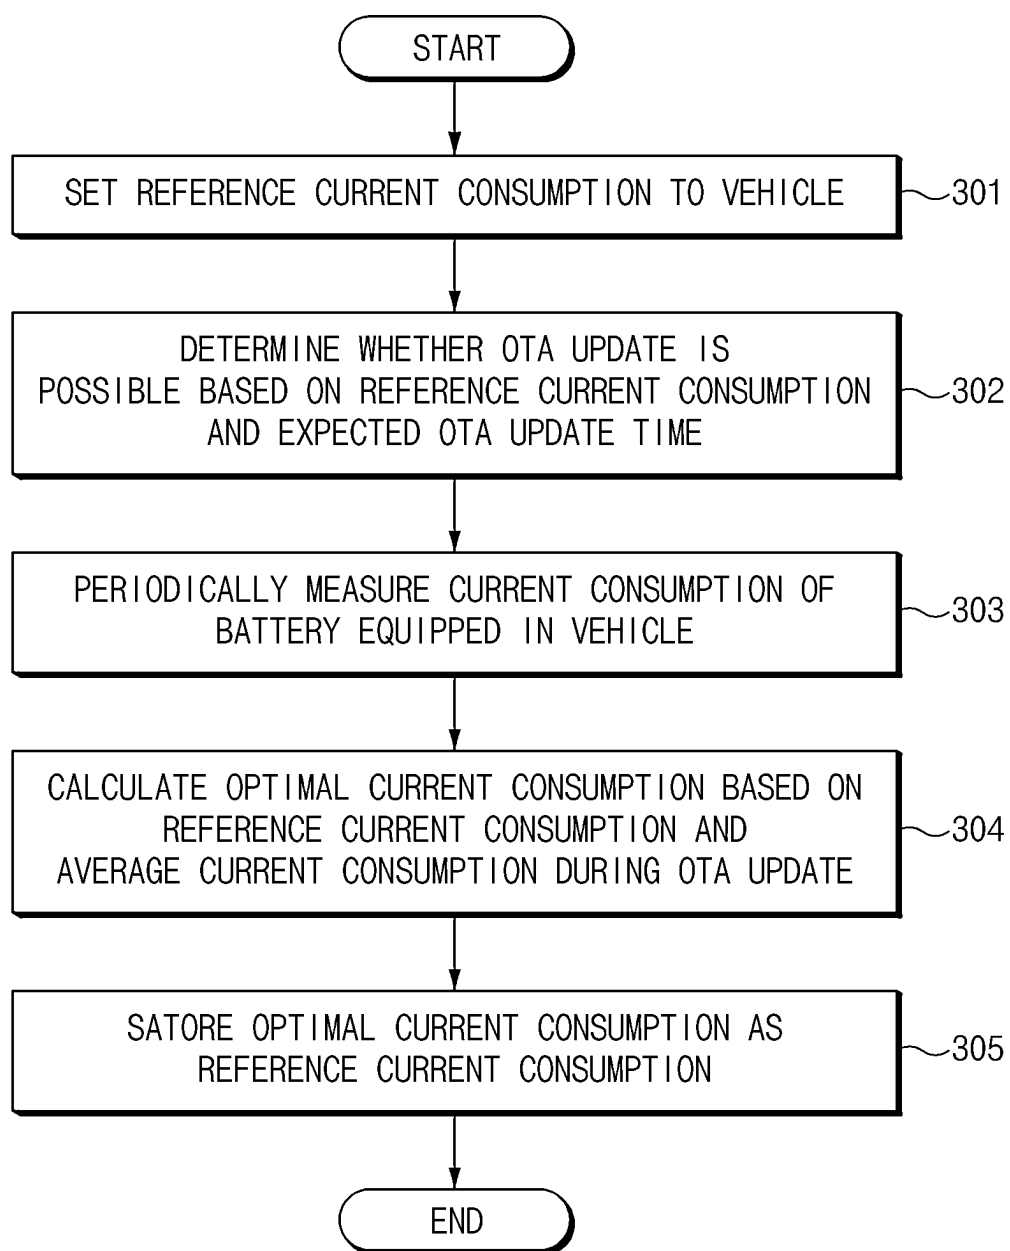 START
SET REFERENCE CURRENT CONSUMPTION TO VEHICLE
301
DETERMINE WHETHER OTA UPDATE IS
POSSIBLE BASED ON REFERENCE CURRENT CONSUMPTION
AND EXPECTED OTA UPDATE TIME
302
PERIODICALLY MEASURE CURRENT CONSUMPTION OF
BATTERY EQUIPPED IN VEHICLE
303
CALCULATE OPTIMAL CURRENT CONSUMPTION BASED ON
REFERENCE CURRENT CONSUMPTION AND
AVERAGE CURRENT CONSUMPTION DURING OTA UPDATE
304
SATORE OPTIMAL CURRENT CONSUMPTION AS
REFERENCE CURRENT CONSUMPTION
305
END